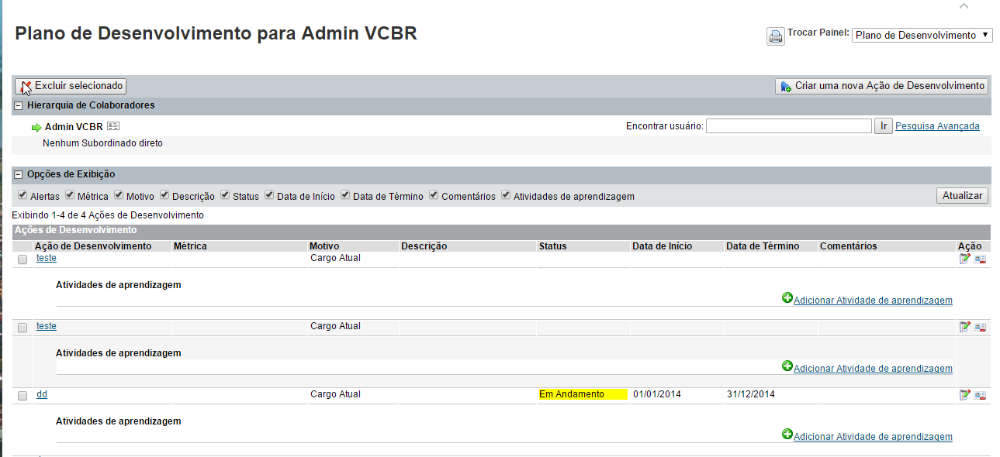 Plano de Desenvolvimento para Admin VCBR
Trocar Painel: Plano de Desenvolvimento
Excluir selecionado Criar uma nova Ação de Desenvolvimento
Hierarquia de Colaboradores
Admin VCBR Encontrar usuário: Ir Pesquisa Avançada
Nenhum Subordinado direto
Opções de Exibição
Alertas Métrica Motivo Descrição Status Data de Início Data de Término Comentários Atividades de aprendizagem Atualizar
Exibindo 1-4 de 4 Ações de Desenvolvimento
Ações de Desenvolvimento
Ação de Desenvolvimento Métrica Motivo Descrição Status Data de Início Data de Término Comentários Ação
teste Cargo Atual
Atividades de aprendizagem
Adicionar Atividade de aprendizagem
teste Cargo Atual
Atividades de aprendizagem
Adicionar Atividade de aprendizagem
dd Cargo Atual Em Andamento 01/01/2014 31/12/2014
Atividades de aprendizagem
Adicionar Atividade de aprendizagem